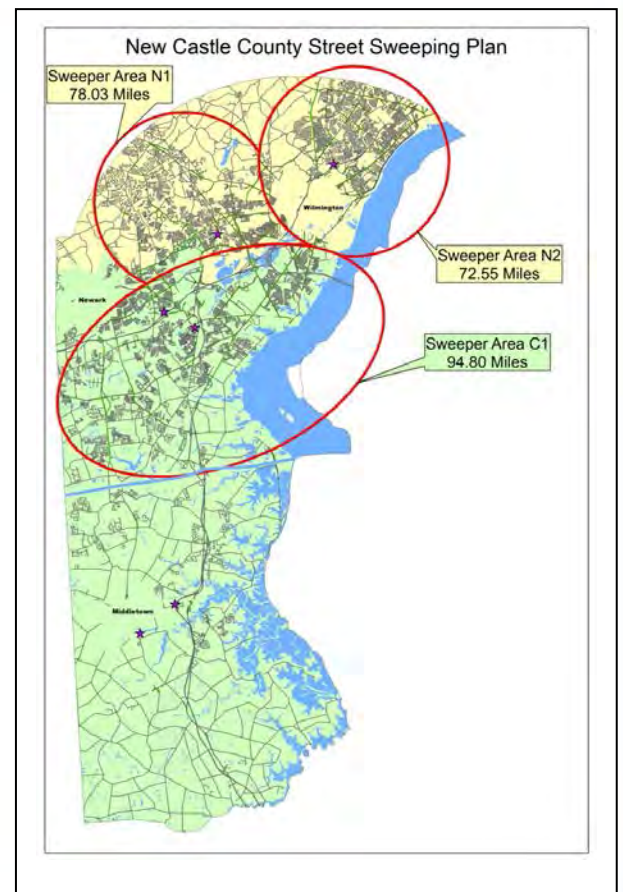 New Castle County Street Sweeping Plan
Sweeper Area N1
78.03 Miles
Wilmington
Sweeper Area N2
72.55 Miles
Newark
Sweeper Area C1
94.80 Miles
Middletown